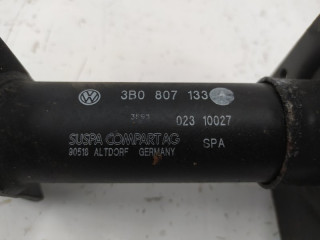 3B0 807 133
023 10027
SUSPA COMPART AG SPA
90518 ALTDORF GERMANY